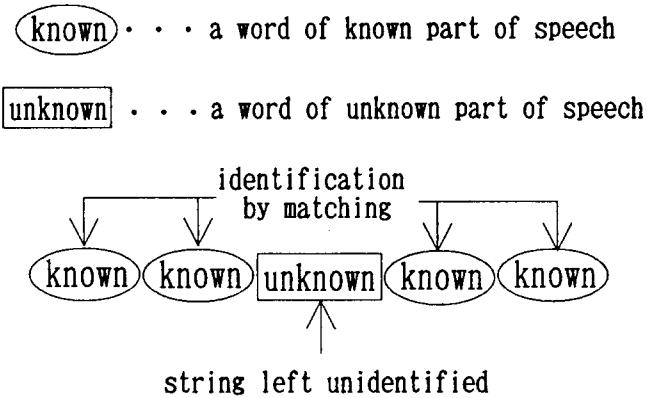 known · · · a word of known part of speech
unknown · · · a word of unknown part of speech
identification
by matching
known known unknown known known
string left unidentified